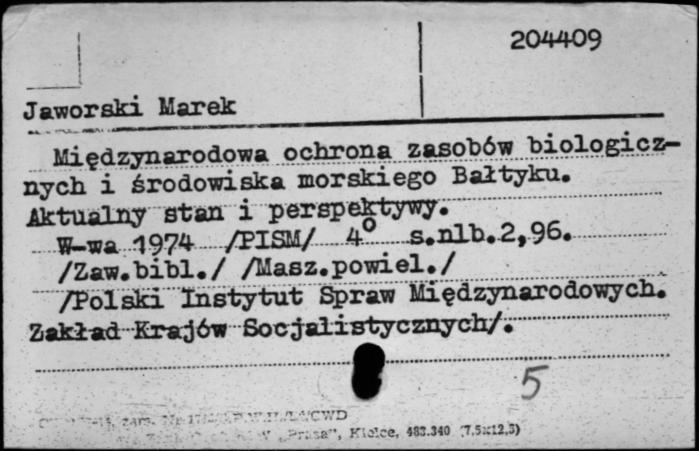 204409
Jaworski Marek
Międzynarodowa ochrona zasobów biologicz-
nych i środowiska morskiego Bałtyku.
Aktualny stan i perspektywy.
W-wa 1974 /PISM/ 4° s.nlb.2,96.
/Zaw.bibl./ /Masz.powiel./
/Polski Instytut Spraw Międzynarodowych.
Zakład Krajów Socjalistycznych/.
5
CWD
„Prasa”, Kielce, 483.340 (7,5x12,5)